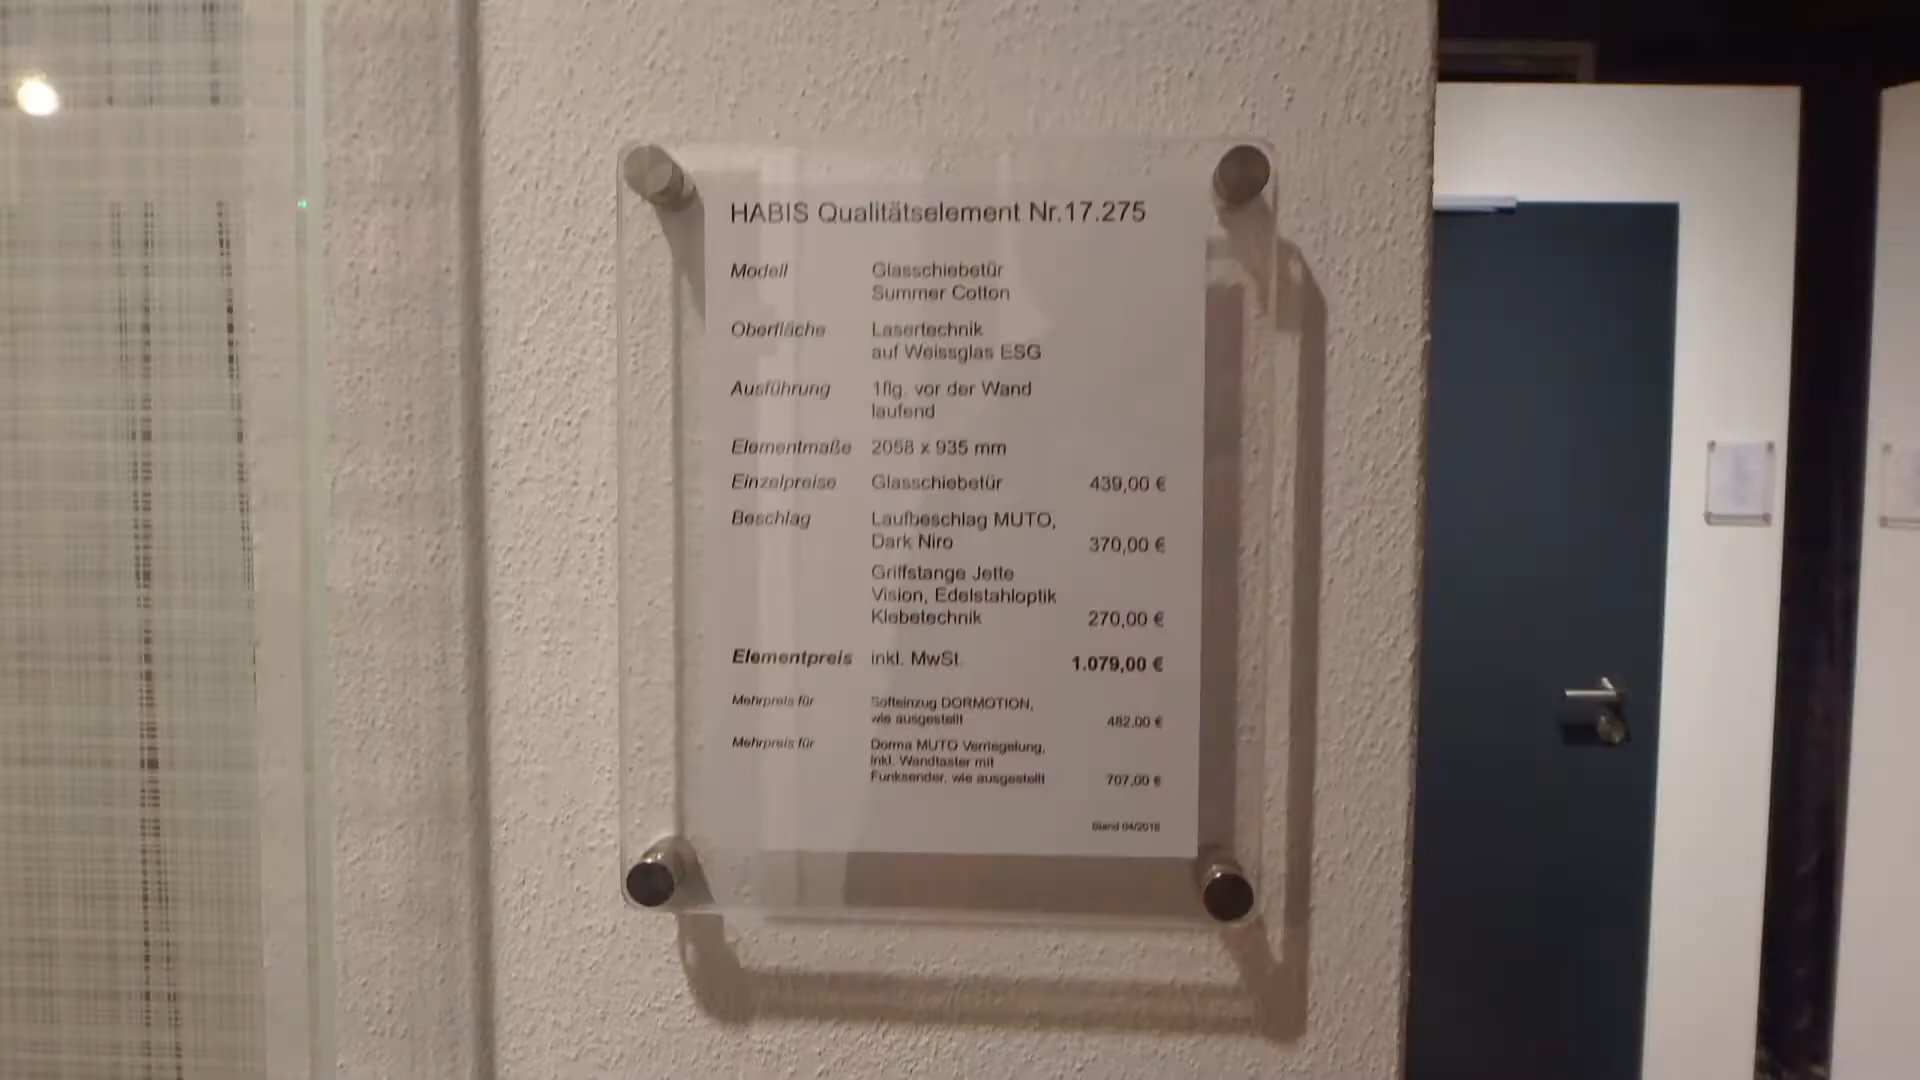 HABIS Qualitätselement Nr.17.275
Modell Glasschiebetür
Summer Cotton
Oberfläche Lasertechnik
auf Weissglas ESG
Ausführung 1flg. vor der Wand
laufend
Elementmaße 2058 x 935 mm
Einzelpreise Glasschiebetür 439,00 €
Beschlag Laufbeschlag MUTO,
Dark Niro 370,00 €
Griffstange Jette
Vision, Edelstahloptik
Klebetechnik 270,00 €
Elementpreis inkl. MwSt. 1.079,00 €
Mehrpreis für Softeinzug DORMOTION,
wie ausgestellt 482,00 €
Mehrpreis für Dorma MUTO Verriegelung,
inkl. Wandtaster mit
Funksender, wie ausgestellt 707,00 €
Stand